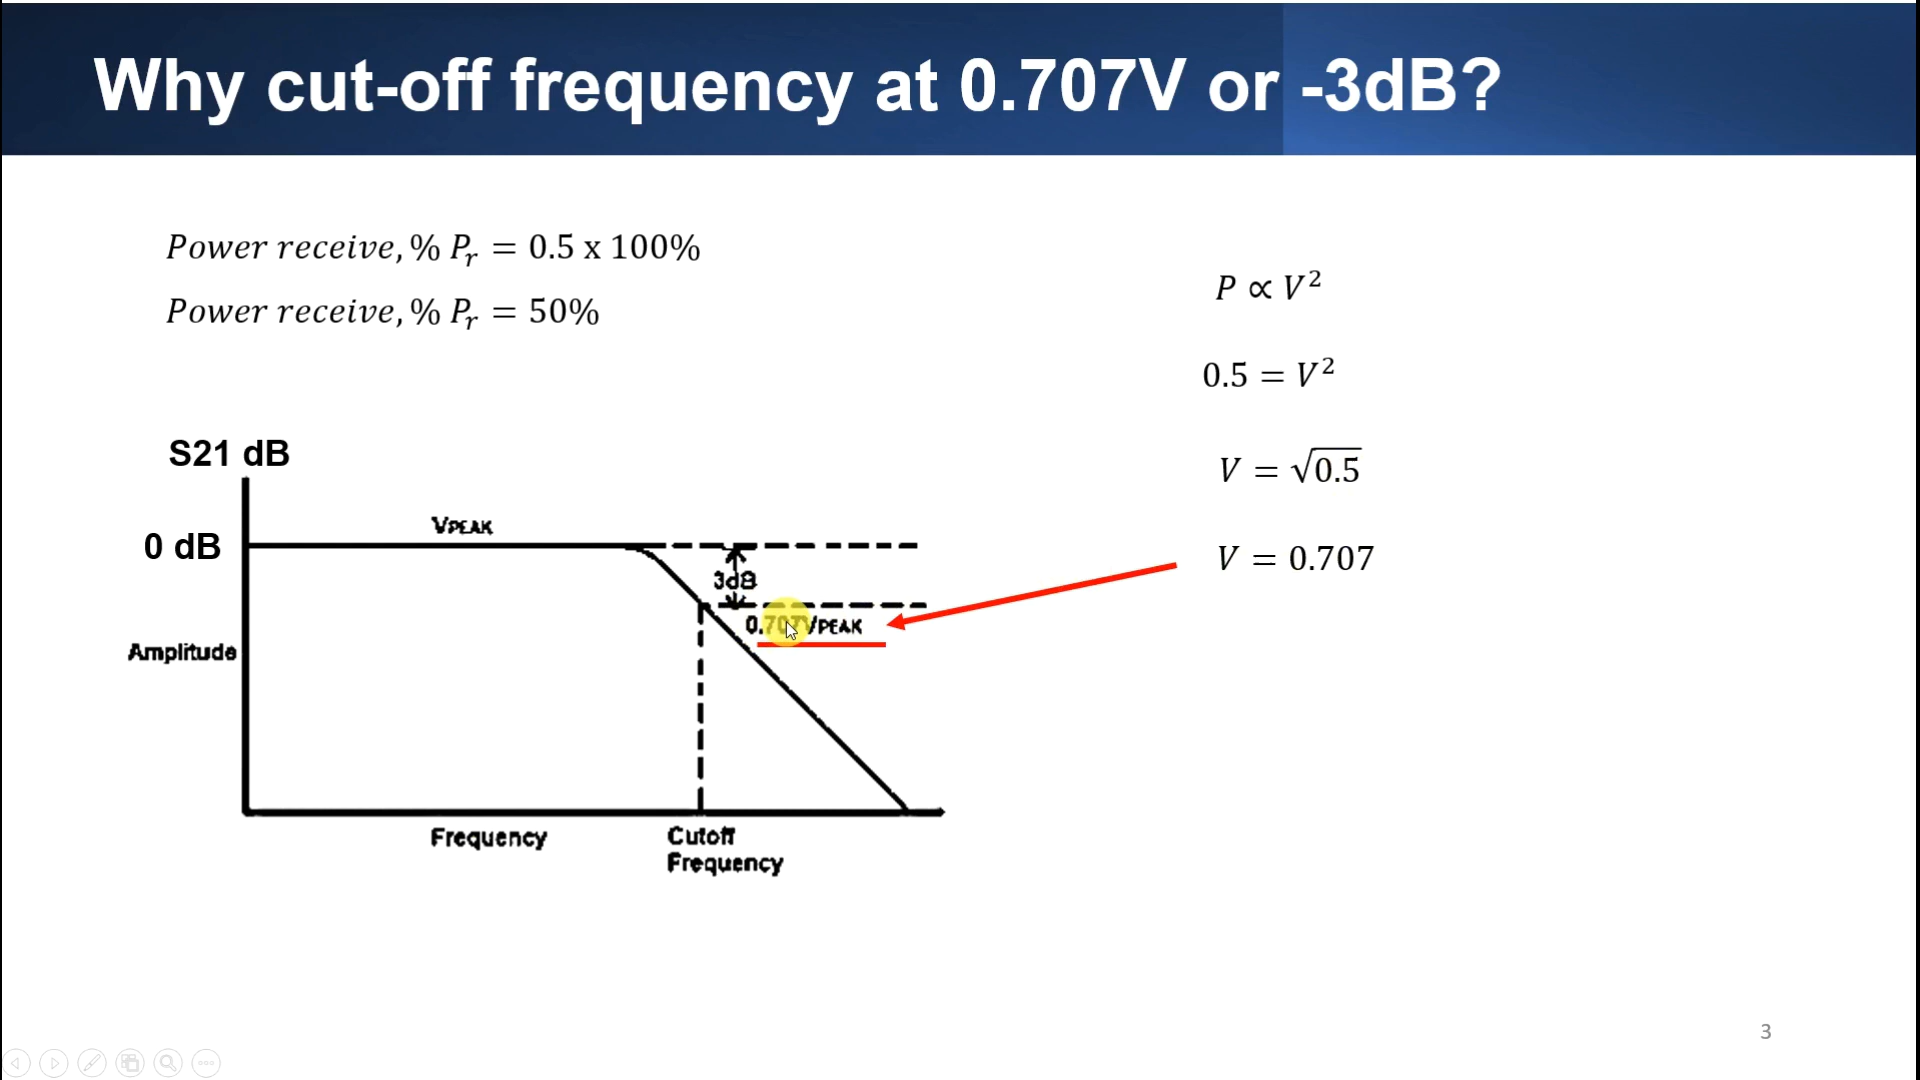 Why cut-off frequency at 0.707V or -3dB?
Power receive, % Pᵣ = 0.5 x 100%
Power receive, % Pᵣ = 50%
P ∝ V²
0.5 = V²
V = √0.5
V = 0.707
S21 dB
VPEAK
0 dB
3dB
0.707VPEAK
Amplitude
Frequency
Cutoff
Frequency
3